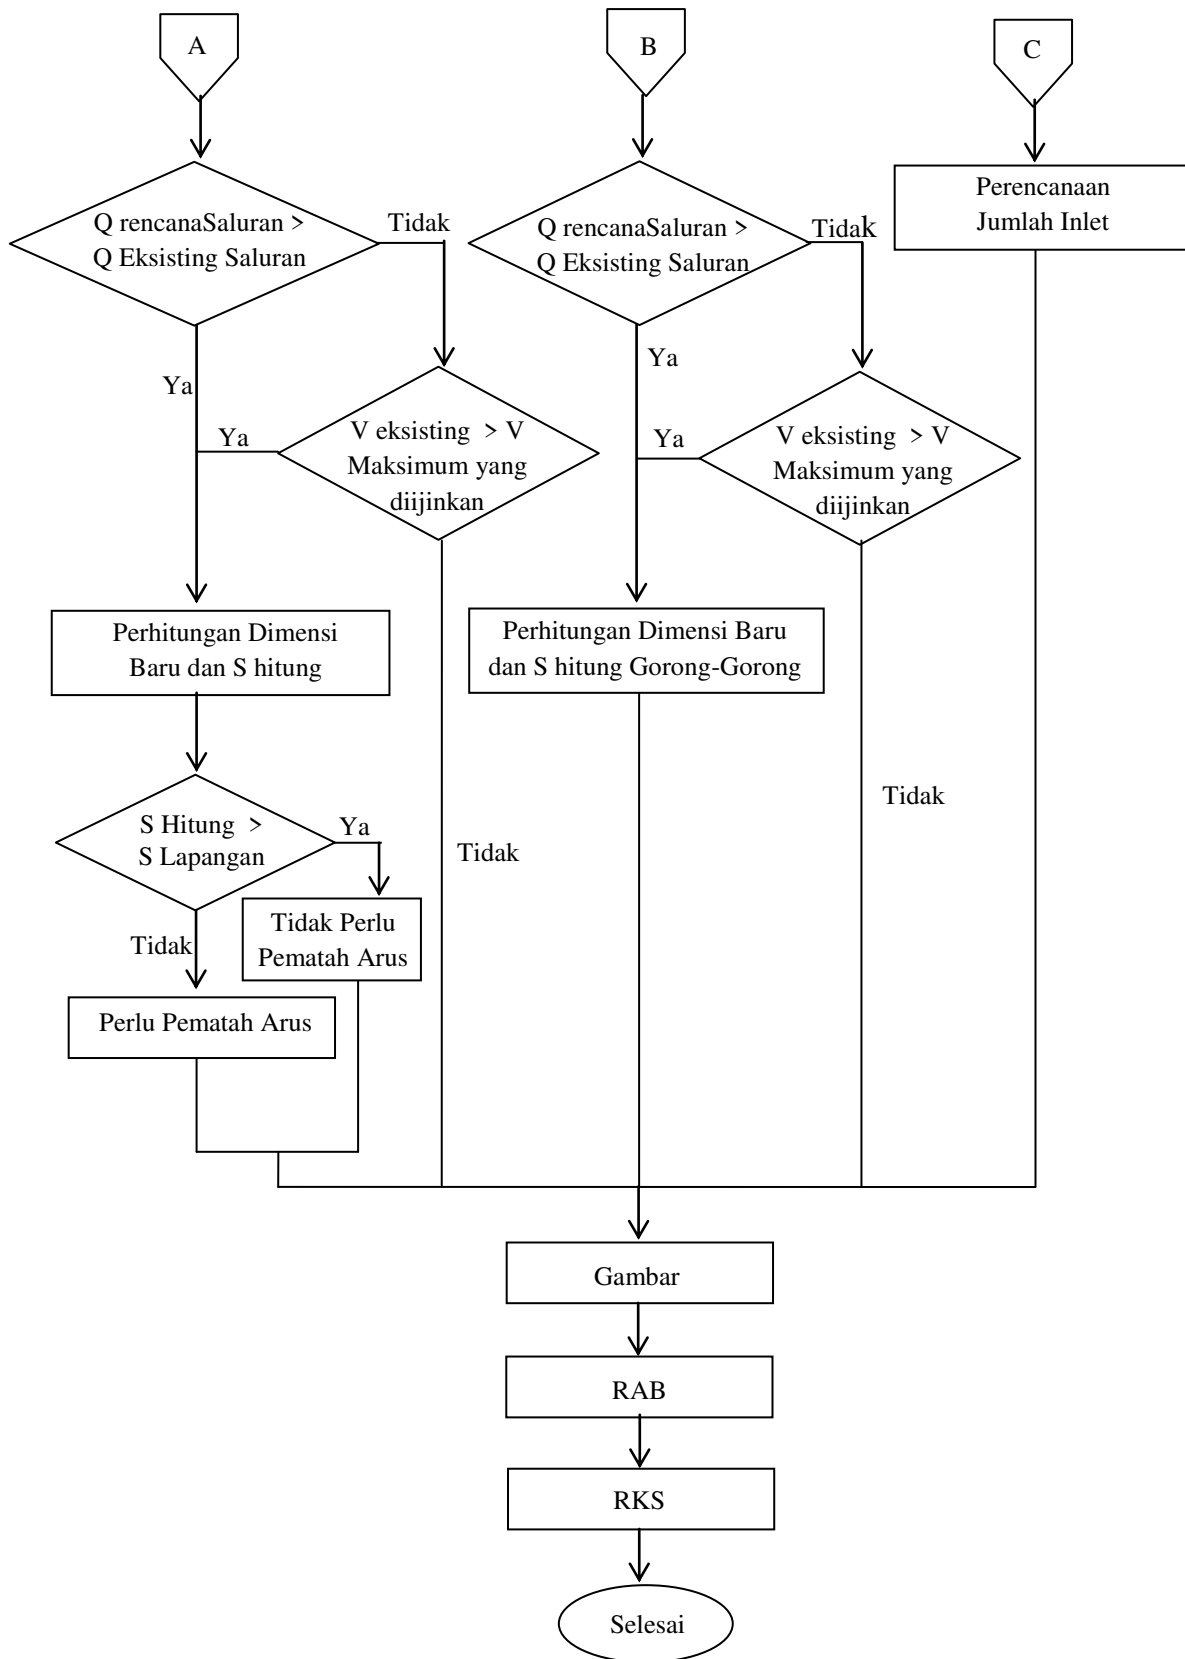 A
B
C
Q rencanaSaluran >
Q Eksisting Saluran
Tidak
Q rencanaSaluran >
Q Eksisting Saluran
Tidak
Perencanaan
Jumlah Inlet
Ya
Ya
Ya
V eksisting > V
Maksimum yang
diijinkan
Ya
V eksisting > V
Maksimum yang
diijinkan
Perhitungan Dimensi
Baru dan S hitung
Perhitungan Dimensi Baru
dan S hitung Gorong-Gorong
S Hitung >
S Lapangan
Ya
Tidak
Tidak
Tidak
Tidak Perlu
Pematah Arus
Perlu Pematah Arus
Gambar
RAB
RKS
Selesai